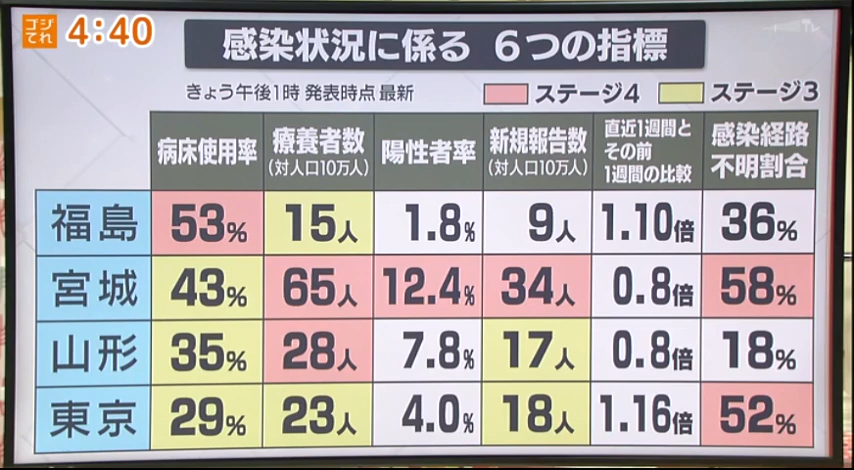 ゴジ
てれ
4:40
感染状況に係る 6つの指標
きょう午後1時 発表時点 最新
ステージ4 ステージ3
病床使用率
療養者数
(対人口10万人)
陽性者率
新規報告数
(対人口10万人)
直近1週間と
その前
1週間の比較
感染経路
不明割合
福島 53% 15人 1.8% 9人 1.10倍 36%
宮城 43% 65人 12.4% 34人 0.8倍 58%
山形 35% 28人 7.8% 17人 0.8倍 18%
東京 29% 23人 4.0% 18人 1.16倍 52%